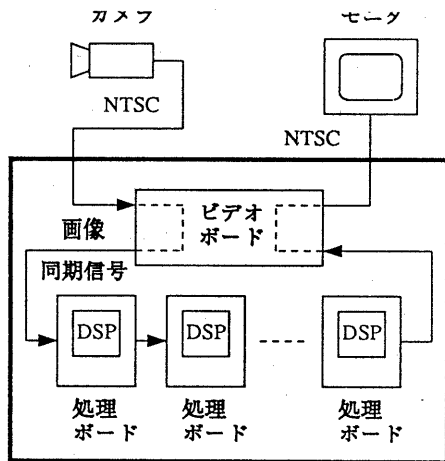 カメラ
モニタ
NTSC
NTSC
ビデオ
ボード
画像
同期信号
DSP
DSP
DSP
処理
ボード
処理
ボード
処理
ボード